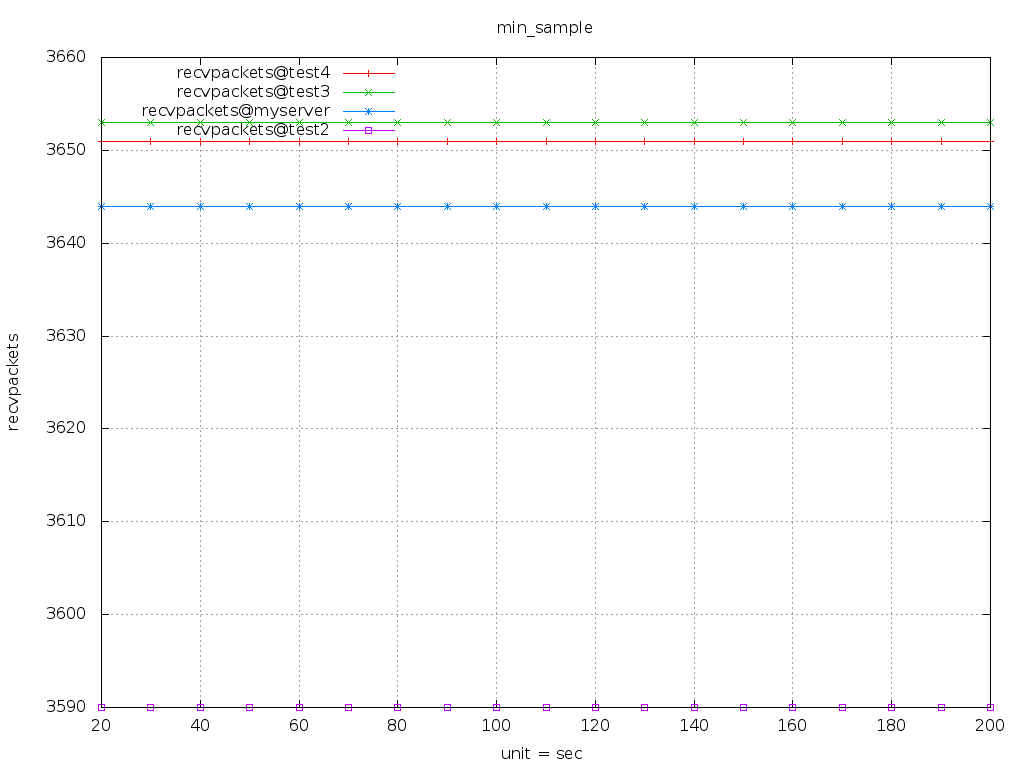 min_sample
3660
recvpackets@test4
recvpackets@test3
recvpackets@myserver
recvpackets@test2
3650
3640
3630
recvpackets
3620
3610
3600
3590
20 40 60 80 100 120 140 160 180 200
unit = sec